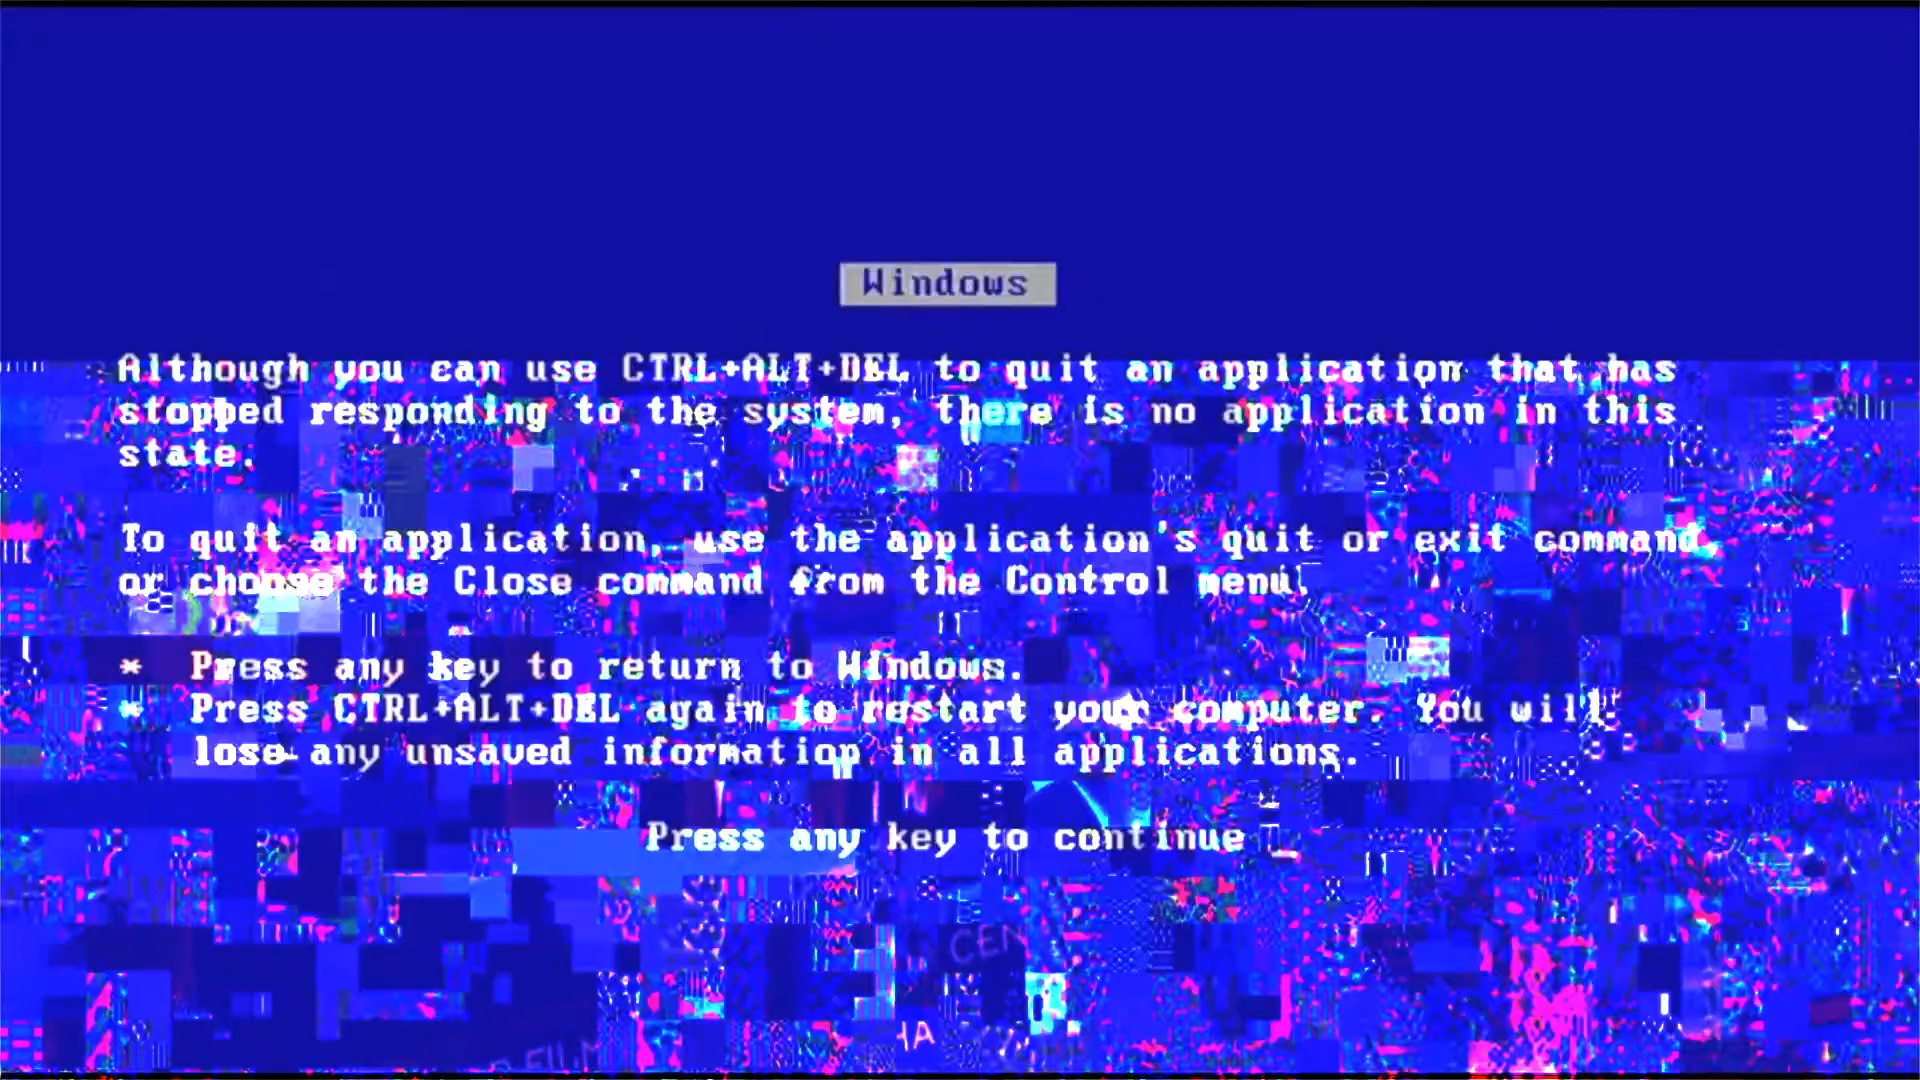 Windows
Although you can use CTRL+ALT+DEL to quit an application that has
stopped responding to the system, there is no application in this
state.
To quit an application, use the application's quit or exit command,
or choose the Close command from the Control menu.
* Press any key to return to Windows.
* Press CTRL+ALT+DEL again to restart your computer. You will
lose any unsaved information in all applications.
Press any key to continue _
CEN
HA